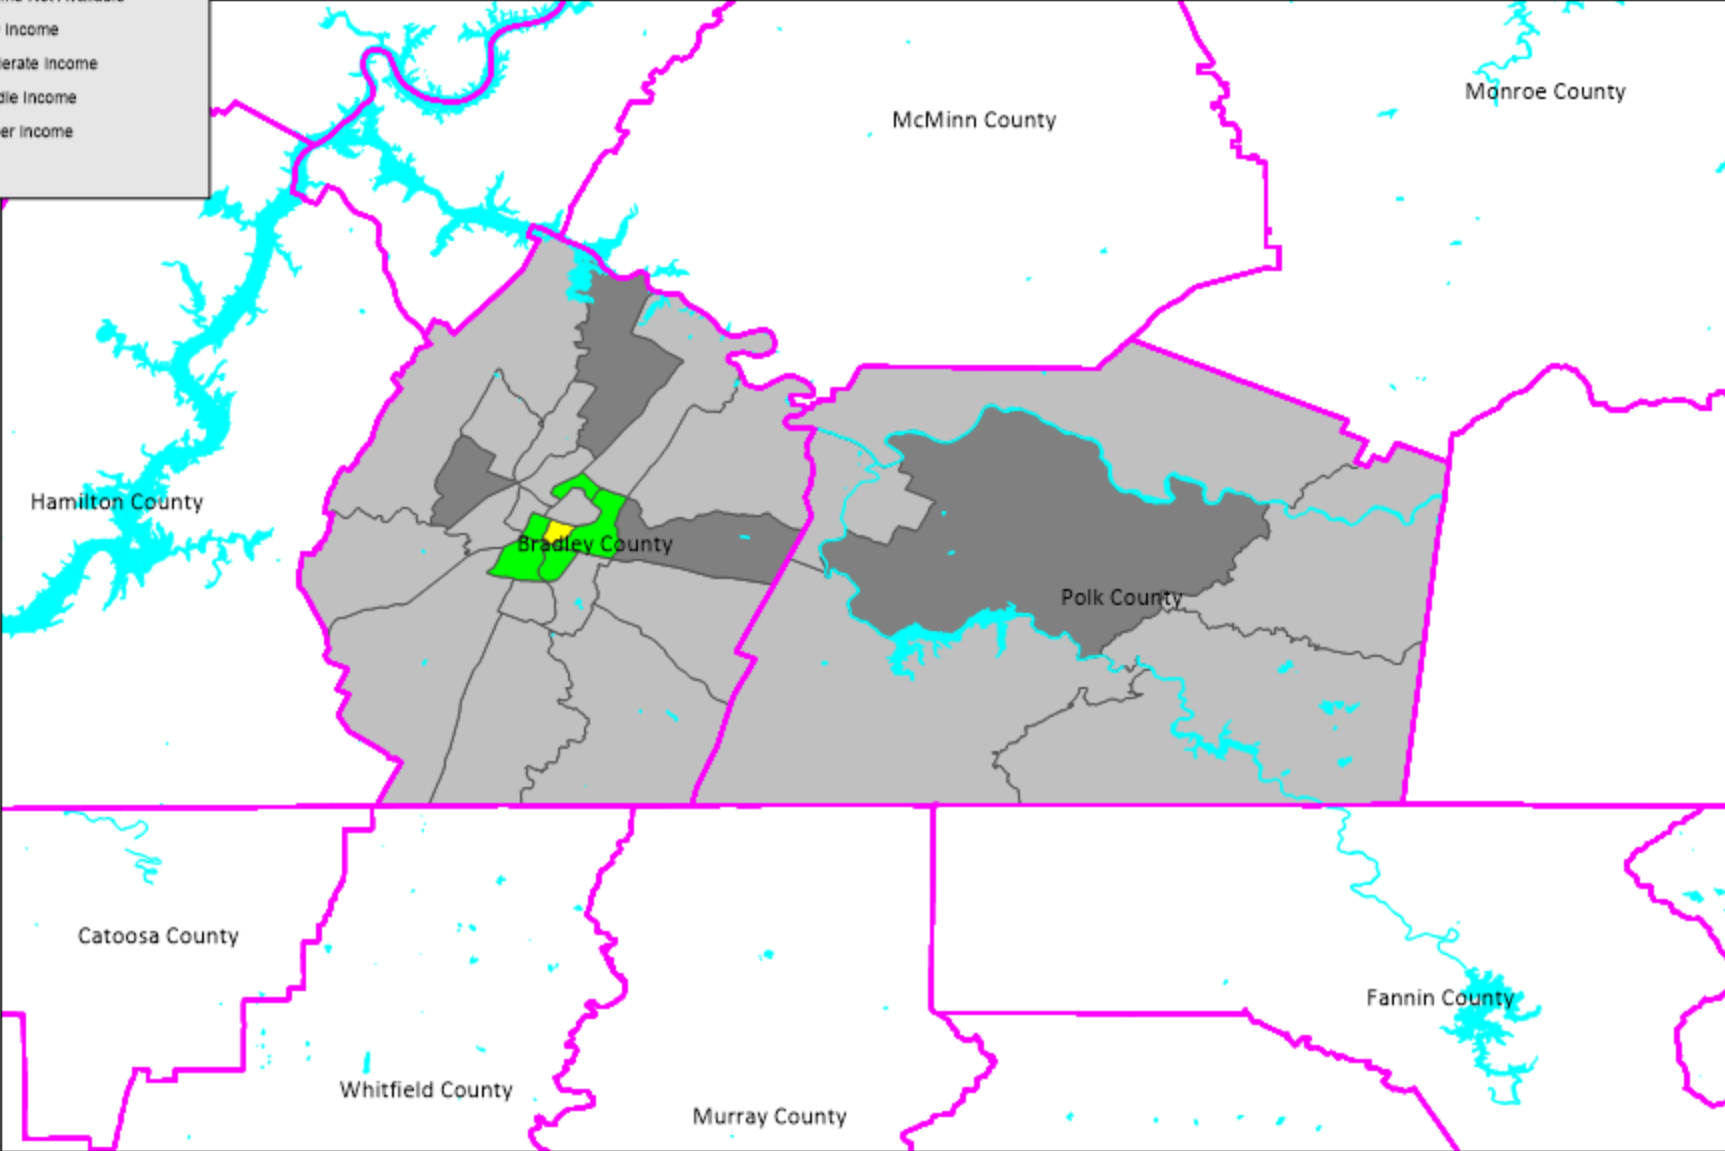 Income
Income
dle Income
er Income
McMinn County
Monroe County
Hamilton County
Bradley County
Polk County
Catoosa County
Fannin County
Whitfield County
Murray County